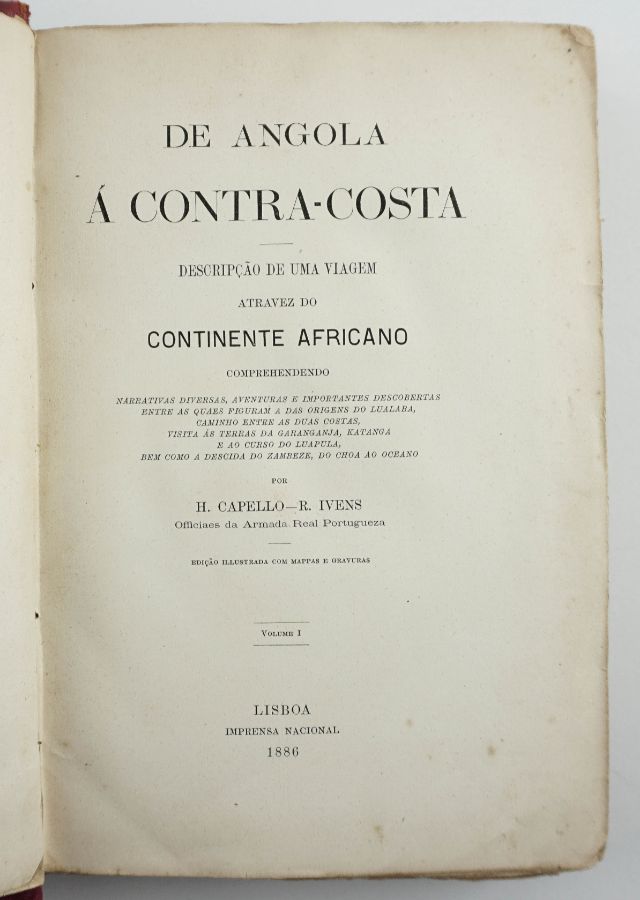 DE ANGOLA
Á CONTRA-COSTA
DESCRIPÇÃO DE UMA VIAGEM
ATRAVEZ DO
CONTINENTE AFRICANO
COMPREHENDENDO
NARRATIVAS DIVERSAS, AVENTURAS E IMPORTANTES DESCOBERTAS
ENTRE AS QUAES FIGURAM A DAS ORIGENS DO LUALABA,
CAMINHO ENTRE AS DUAS COSTAS,
VISITA ÁS TERRAS DA GARANGANJA, KATANGA
E AO CURSO DO LUAPULA,
BEM COMO A DESCIDA DO ZAMBEZE, DO CHOA AO OCEANO
POR
H. CAPELLO—R. IVENS
Officiaes da Armada Real Portugueza
EDIÇÃO ILLUSTRADA COM MAPPAS E GRAVURAS
VOLUME I
LISBOA
IMPRENSA NACIONAL
1886